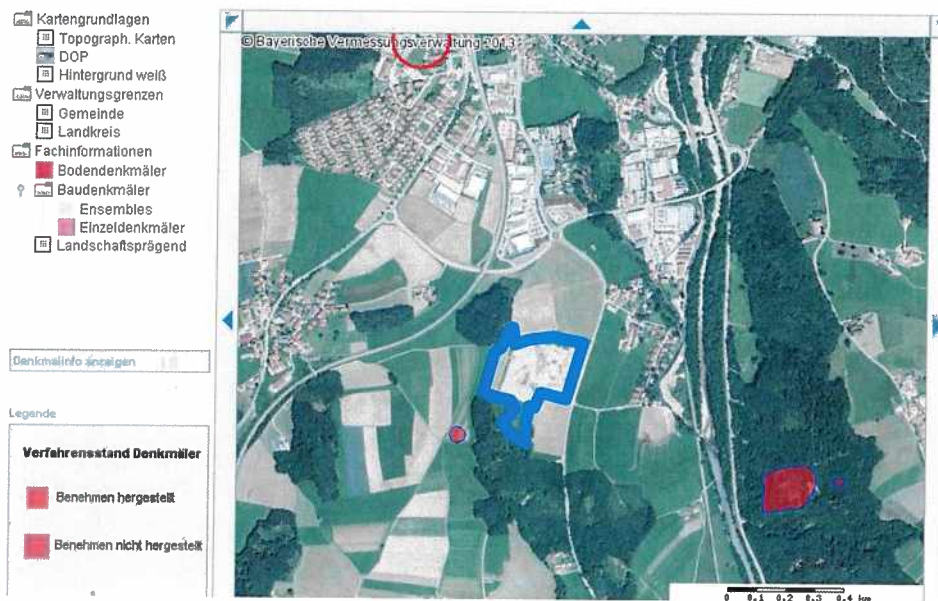 Kartengrundlagen
Topograph. Karten
DOP
Hintergrund weiß
Verwaltungsgrenzen
Gemeinde
Landkreis
Fachinformationen
Bodendenkmäler
Baudenkmäler
Ensembles
Einzeldenkmäler
Landschaftsprägend
Denkmalinfo anzeigen
Legende
Verfahrensstand Denkmäler
Benehmen hergestellt
Benehmen nicht hergestellt
© Bayerische Vermessungsverwaltung 2013
0 0.1 0.2 0.3 0.4 km